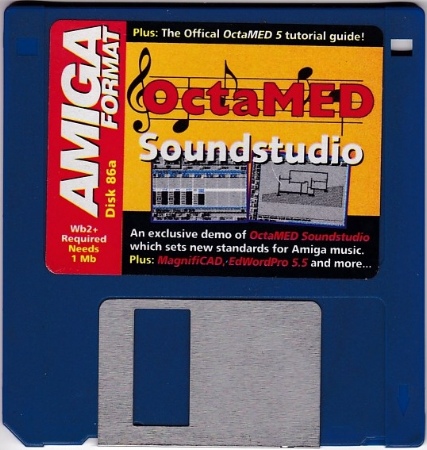 AMIGA
FORMAT
Disk 86a
Wb2+
Required
Needs
1 Mb
Plus: The Offical OctaMED 5 tutorial guide!
OctaMED
Soundstudio
An exclusive demo of OctaMED Soundstudio
which sets new standards for Amiga music.
Plus: MagnifiCAD, EdWordPro 5.5 and more...